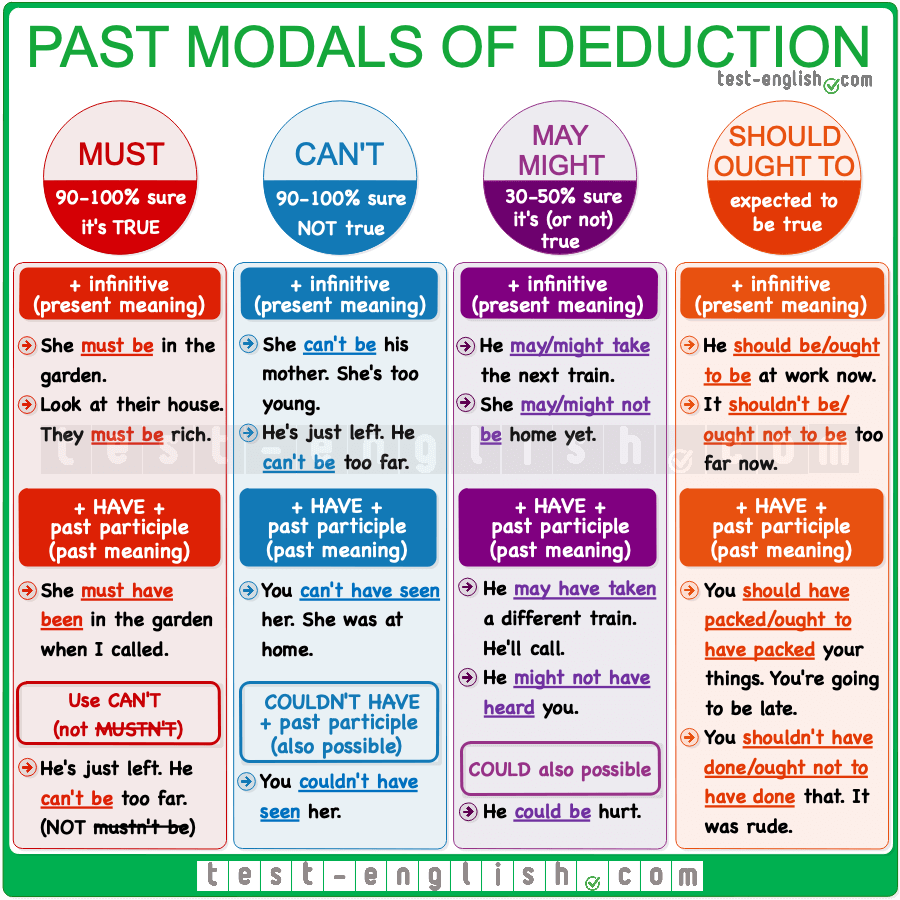 PAST MODALS OF DEDUCTION
test-english.com
MUST
90-100% sure
it's TRUE
CAN'T
90-100% sure
NOT true
MAY
MIGHT
30-50% sure
it's (or not)
true
SHOULD
OUGHT TO
expected to
be true
+ infinitive
(present meaning)
She must be in the
garden.
Look at their house.
They must be rich.
+ HAVE +
past participle
(past meaning)
She must have
been in the garden
when I called.
Use CAN'T
(not MUSTN'T)
He's just left. He
can't be too far.
(NOT mustn't be)
+ infinitive
(present meaning)
She can't be his
mother. She's too
young.
He's just left. He
can't be too far.
+ HAVE +
past participle
(past meaning)
You can't have seen
her. She was at
home.
COULDN'T HAVE
+ past participle
(also possible)
You couldn't have
seen her.
+ infinitive
(present meaning)
He may/might take
the next train.
She may/might not
be home yet.
+ HAVE +
past participle
(past meaning)
He may have taken
a different train.
He'll call.
He might not have
heard you.
COULD also possible
He could be hurt.
+ infinitive
(present meaning)
He should be/ought
to be at work now.
It shouldn't be/
ought not to be too
far now.
+ HAVE +
past participle
(past meaning)
You should have
packed/ought to
have packed your
things. You're going
to be late.
You shouldn't have
done/ought not to
have done that. It
was rude.
test-english.com
test-english.com